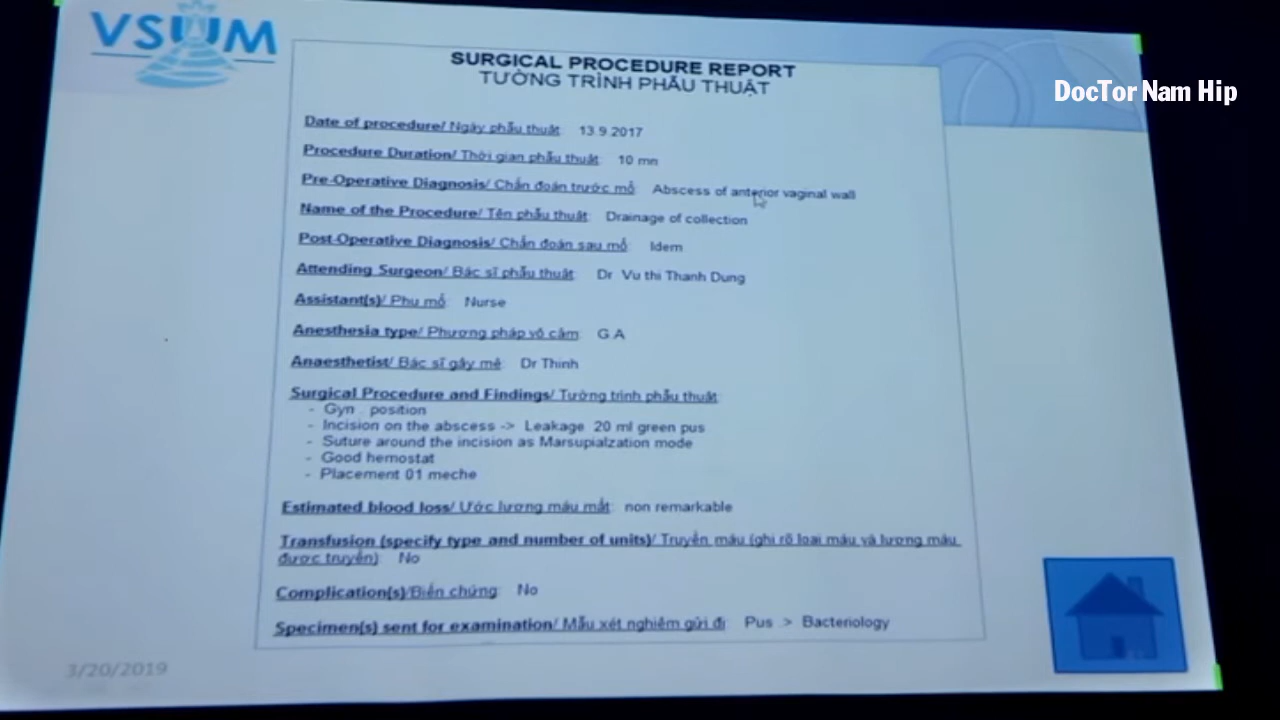 VSUM
DocTor Nam Hip
SURGICAL PROCEDURE REPORT
TƯỜNG TRÌNH PHẪU THUẬT
Date of procedure/ Ngày phẫu thuật: 13.9.2017
Procedure Duration/ Thời gian phẫu thuật: 10 mn
Pre-Operative Diagnosis/ Chẩn đoán trước mổ: Abscess of anterior vaginal wall
Name of the Procedure/ Tên phẫu thuật: Drainage of collection
Post-Operative Diagnosis/ Chẩn đoán sau mổ: Idem
Attending Surgeon/ Bác sĩ phẫu thuật: Dr Vu thi Thanh Dung
Assistant(s)/ Phụ mổ: Nurse
Anesthesia type/ Phương pháp vô cảm: G.A
Anaesthetist/ Bác sĩ gây mê: Dr Thinh
Surgical Procedure and Findings/ Tường trình phẫu thuật:
- Gyn . position
- Incision on the abscess -> Leakage 20 ml green pus
- Suture around the incision as Marsupialzation mode
- Good hemostat
- Placement 01 meche
Estimated blood loss/ Ước lượng máu mất: non remarkable
Transfusion (specify type and number of units)/ Truyền máu (ghi rõ loại máu và lượng máu
được truyền): No
Complication(s)/Biến chứng: No
Specimen(s) sent for examination/ Mẫu xét nghiệm gửi đi: Pus > Bacteriology
3/20/2019